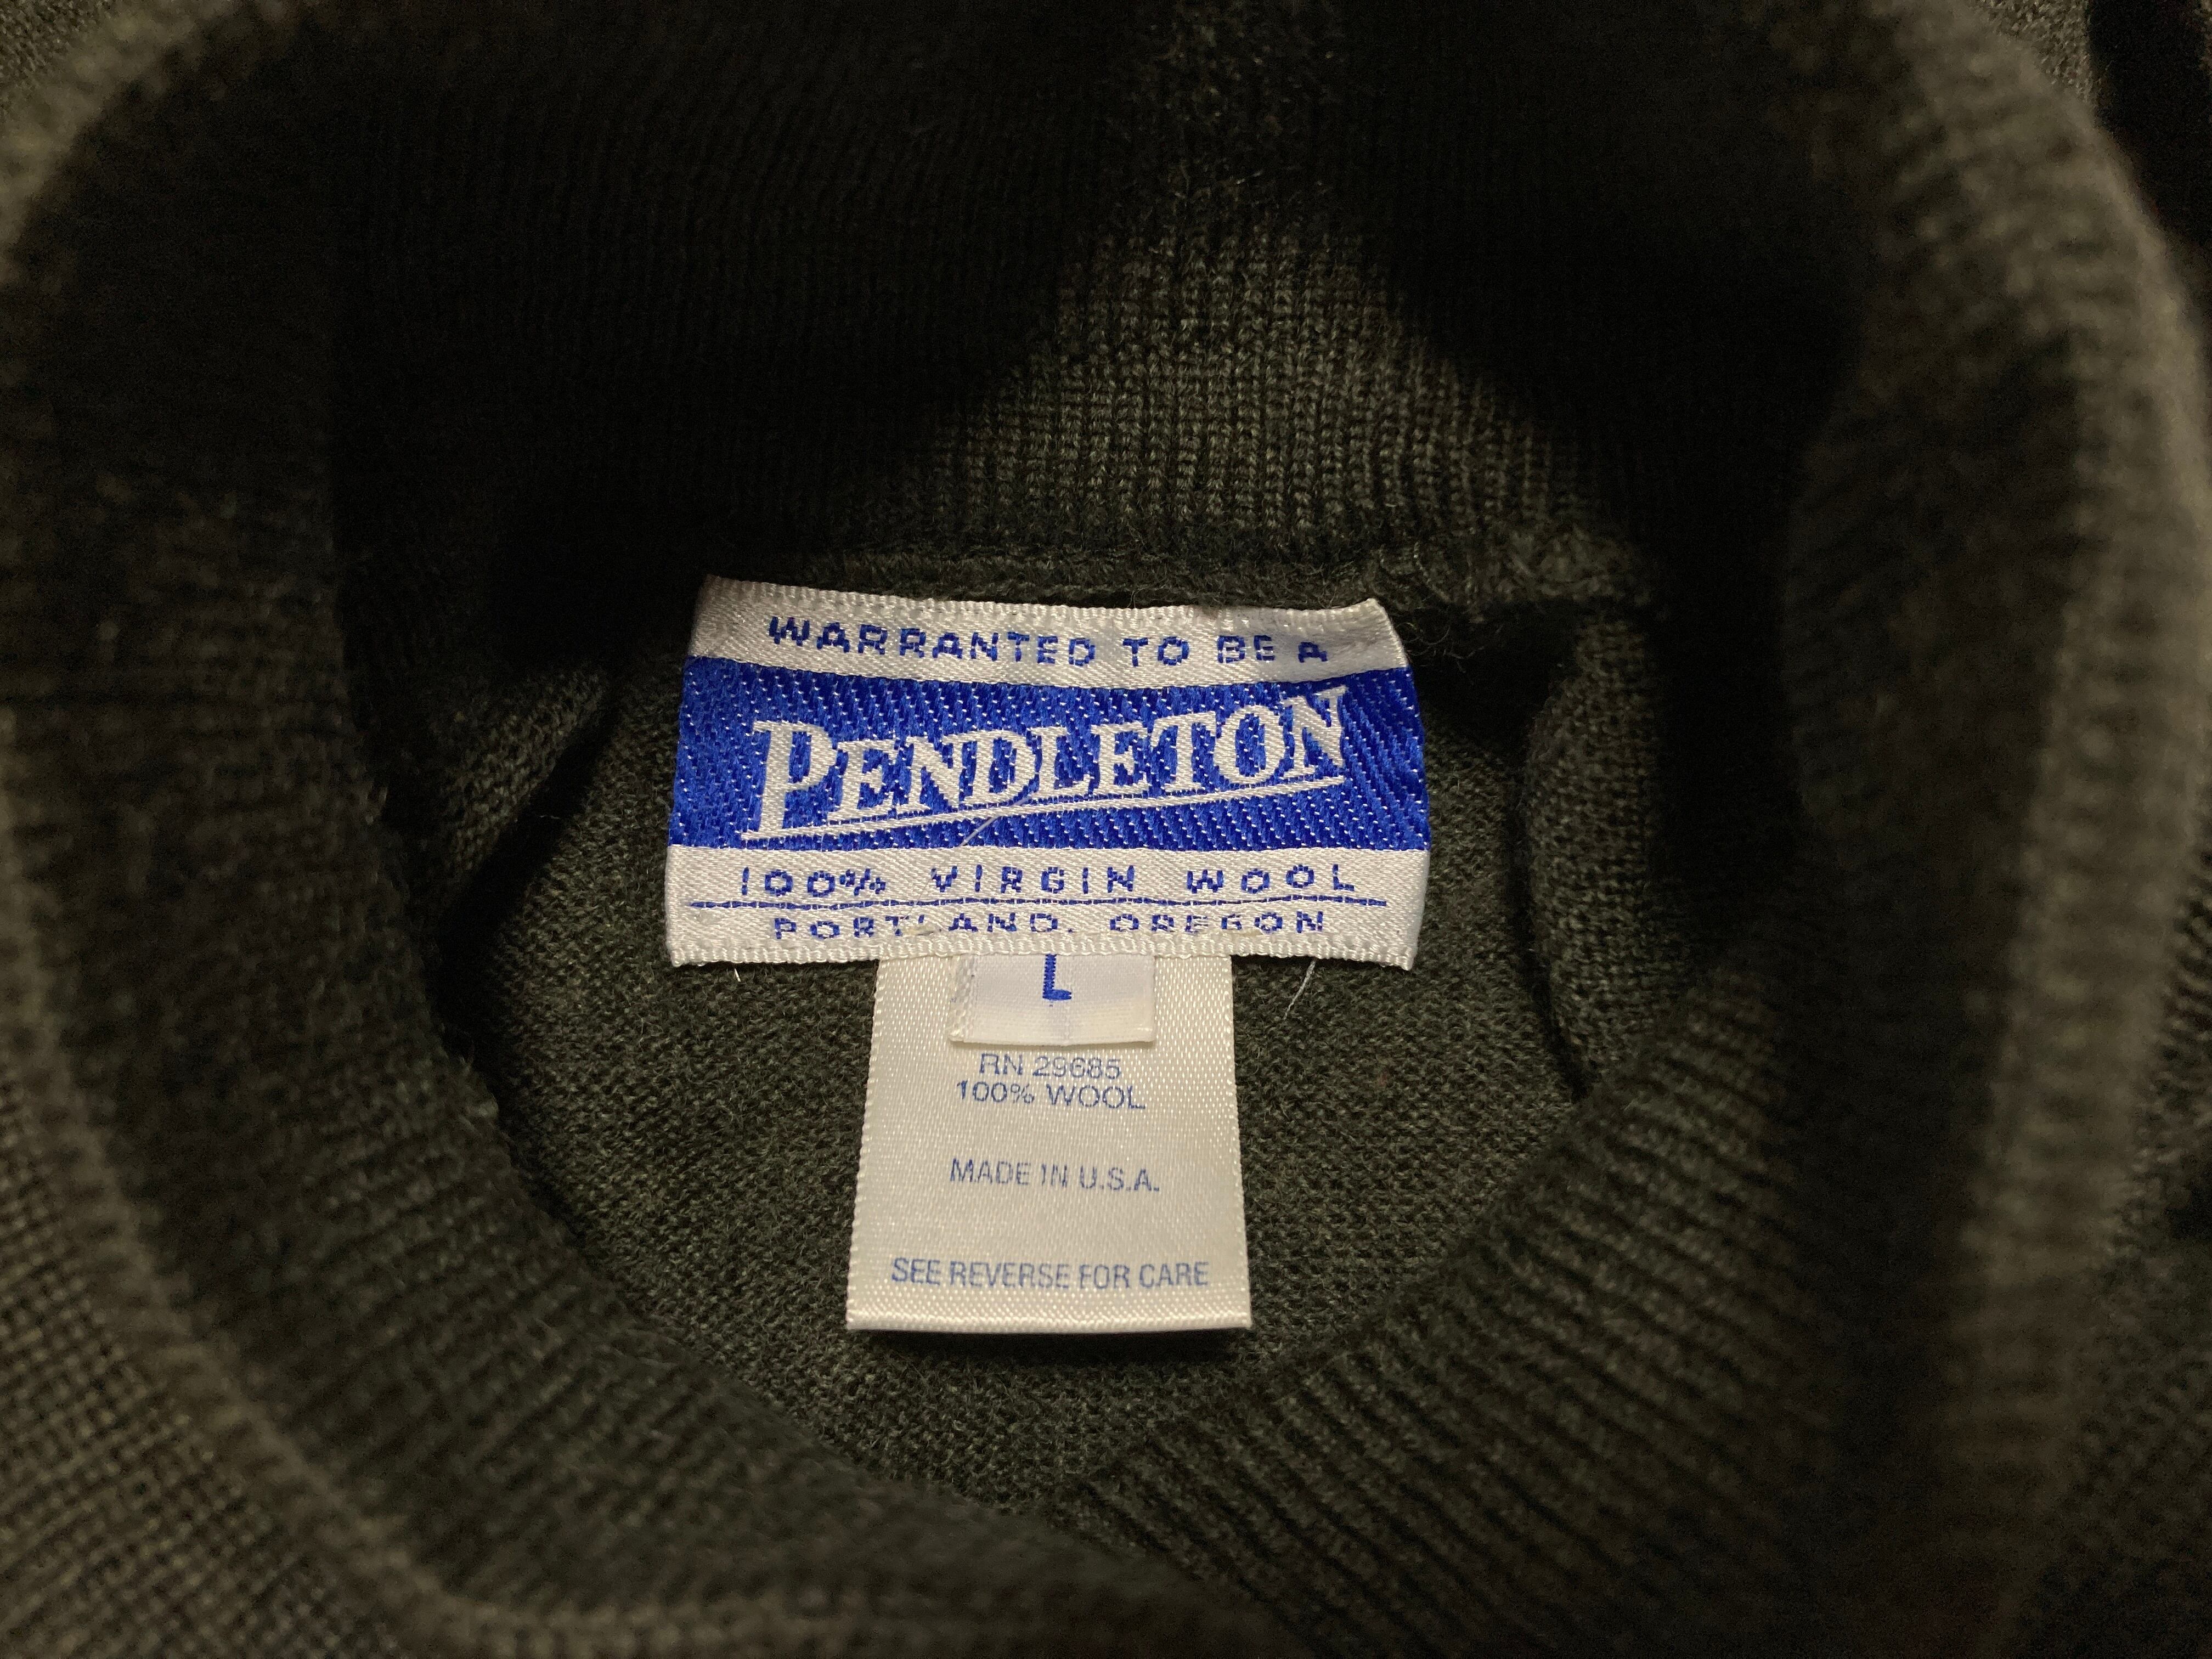 WARRANTED TO BE A
PENDLETON
100% VIRGIN WOOL
PORTLAND, OREGON
L
RN 29685
100% WOOL
MADE IN U.S.A.
SEE REVERSE FOR CARE